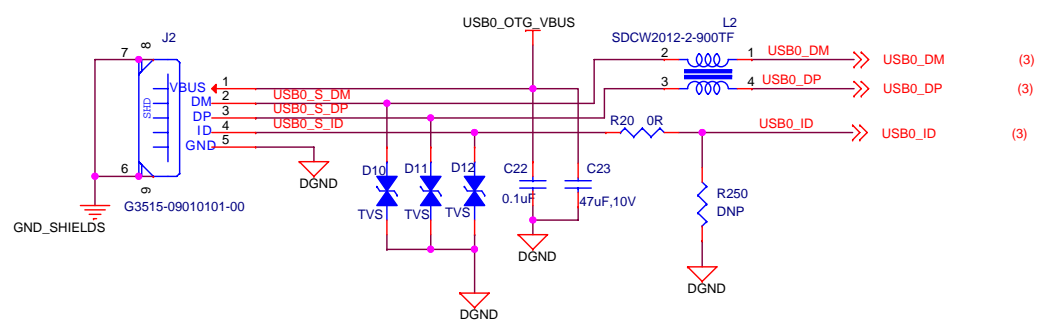 USB0_OTG_VBUS
L2
SDCW2012-2-900TF
J2
8
7
2
1
USB0_DM
USB0_DM
(3)
VBUS
1
3
4
USB0_DP
USB0_DP
(3)
DM
2
USB0_S_DM
SHD
DP
3
USB0_S_DP
R20
0R
ID
4
USB0_S_ID
USB0_ID
USB0_ID
(3)
GND
5
6
D10
D11
D12
C22
C23
DGND
9
0.1uF
47uF,10V
R250
DNP
G3515-09010101-00
TVS
TVS
TVS
GND_SHIELDS
DGND
DGND
DGND